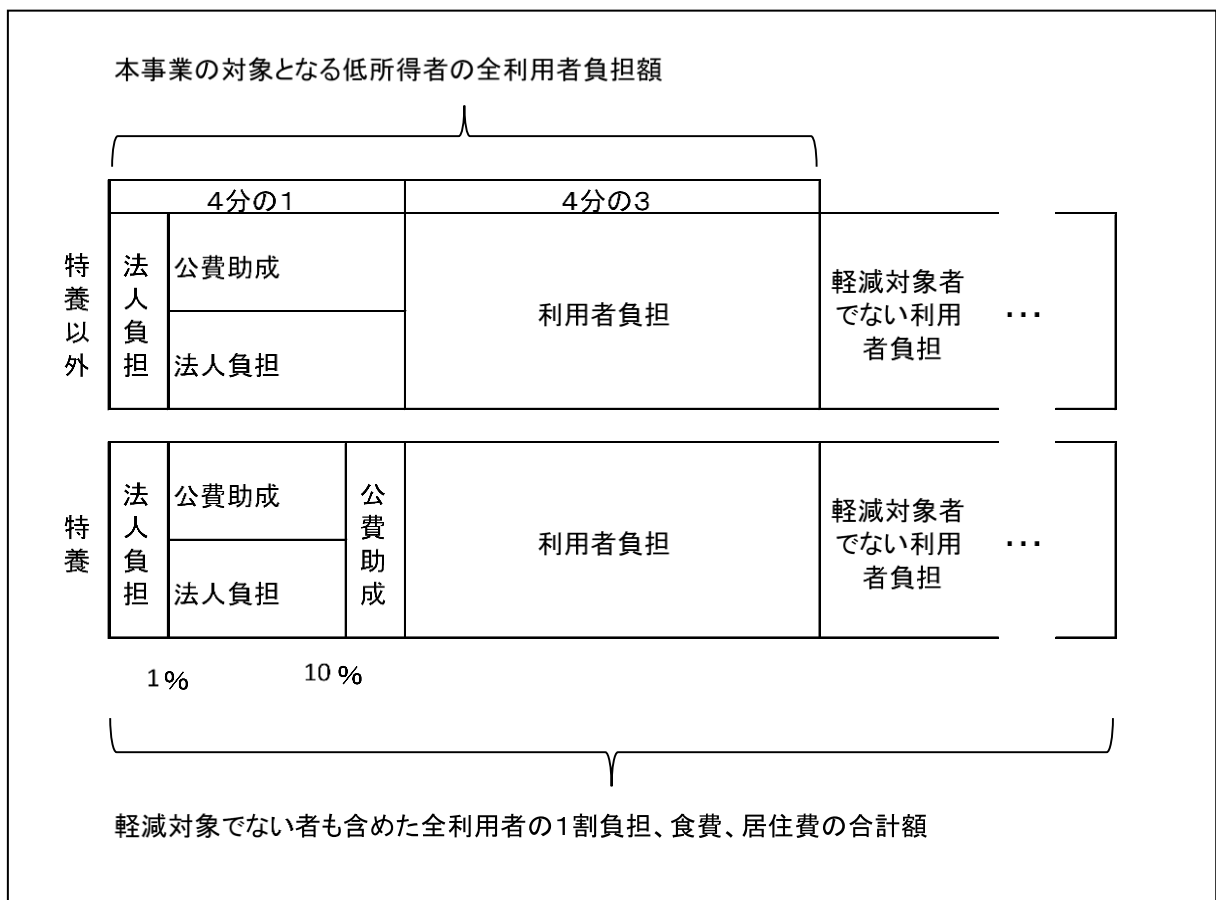 本事業の対象となる低所得者の全利用者負担額
４分の１
４分の３
特養以外
法人負担
公費助成
法人負担
利用者負担
軽減対象者
でない利用
者負担
…
特養
法人負担
公費助成
法人負担
公費助成
利用者負担
軽減対象者
でない利用
者負担
…
1％
10％
軽減対象でない者も含めた全利用者の１割負担、食費、居住費の合計額